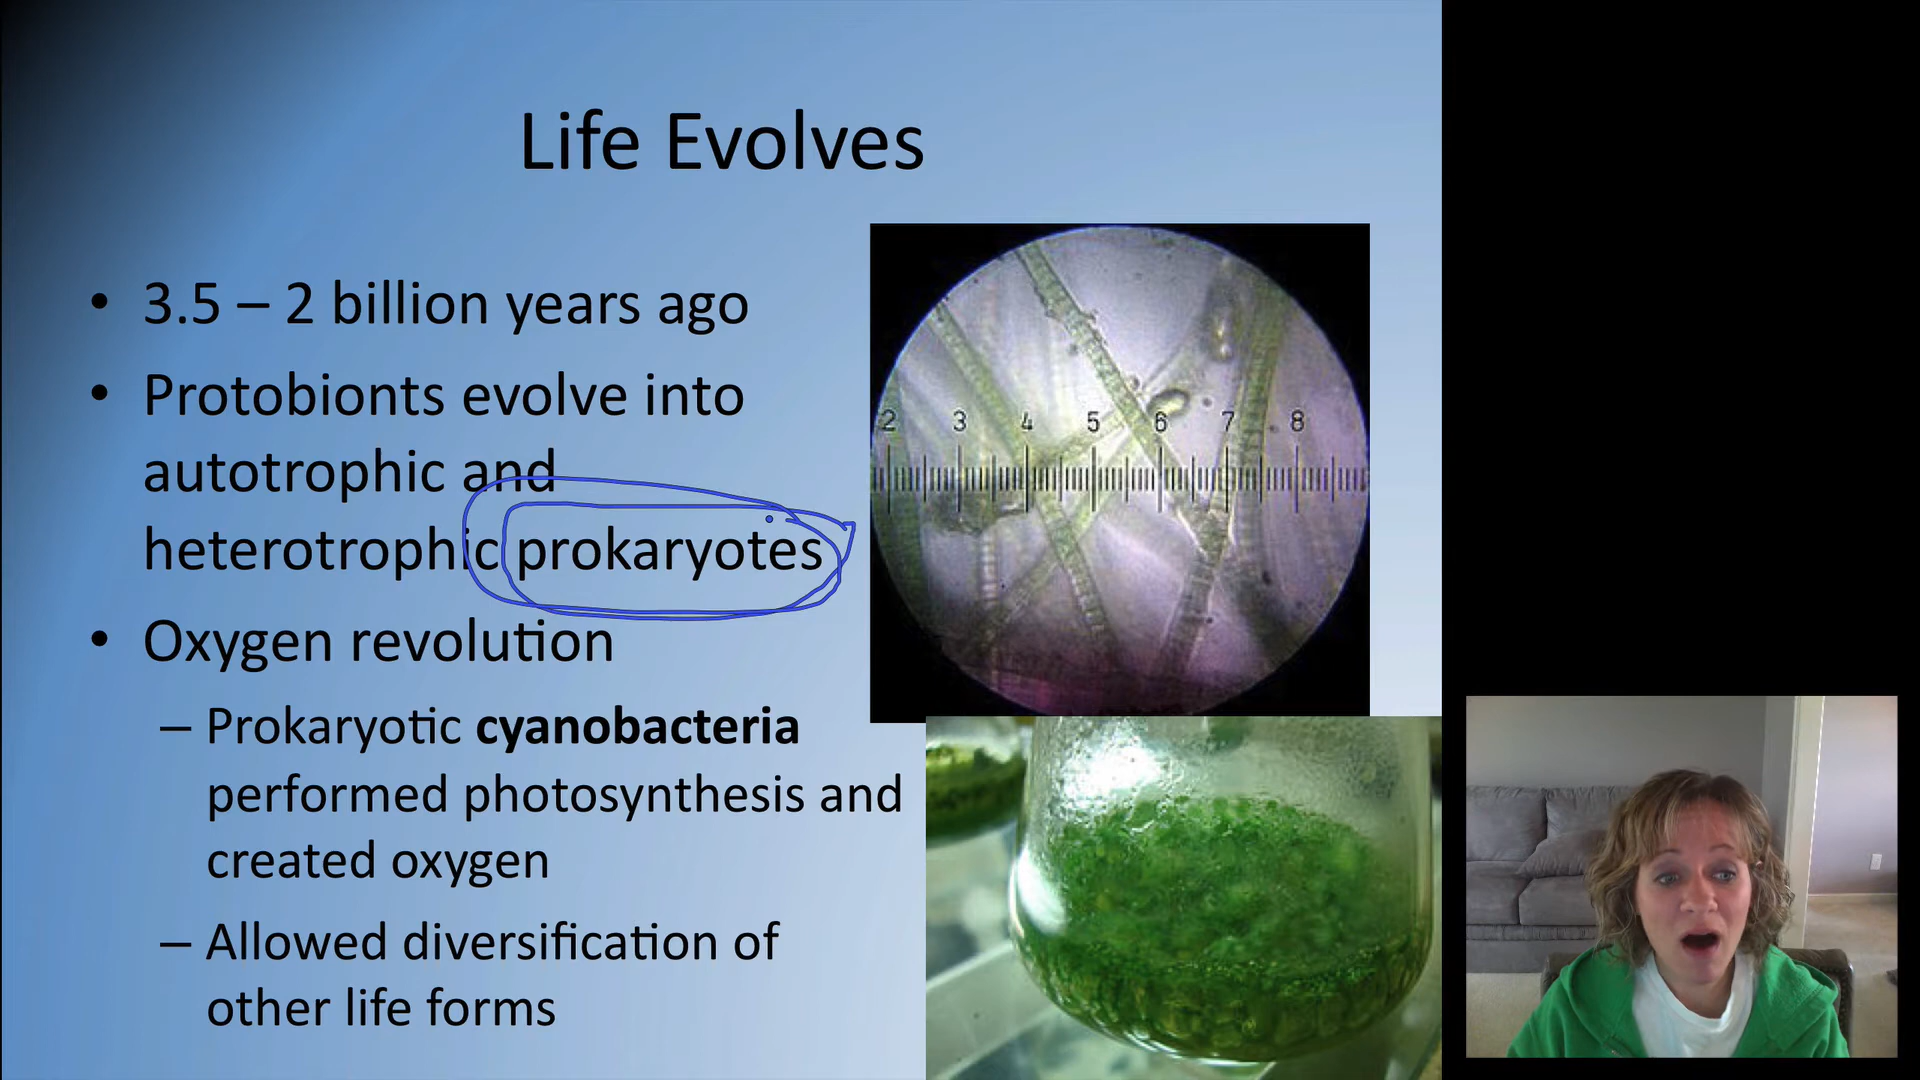 Life Evolves
• 3.5 – 2 billion years ago
• Protobionts evolve into
autotrophic and
heterotrophic prokaryotes
• Oxygen revolution
– Prokaryotic cyanobacteria
performed photosynthesis and
created oxygen
– Allowed diversification of
other life forms
2 3 4 5 6 7 8